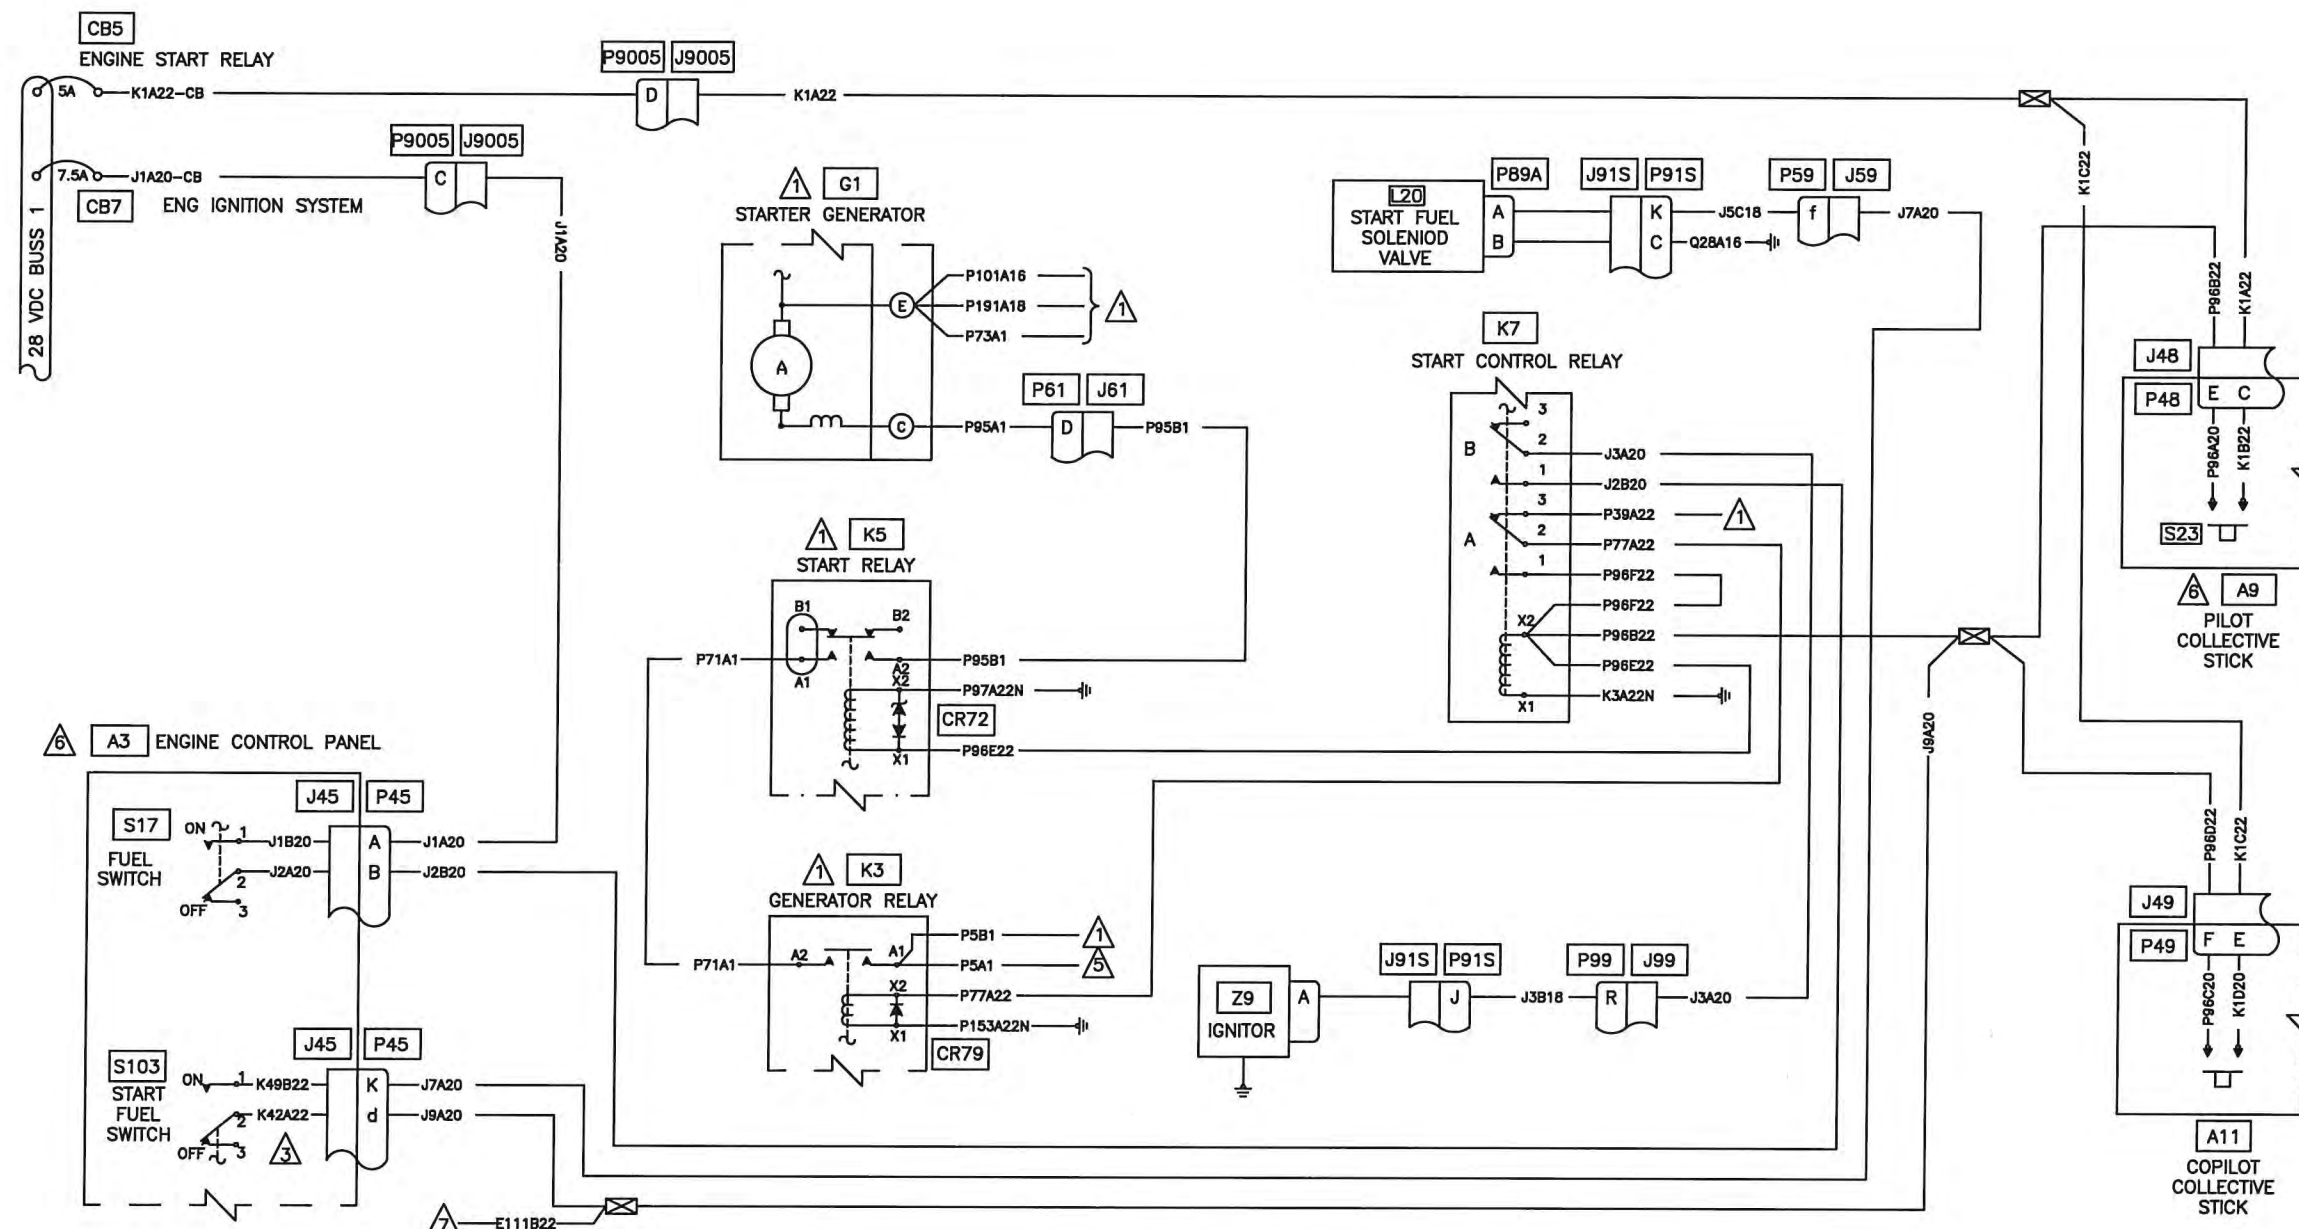 CB5
ENGINE START RELAY
5A
K1A22-CB
P9005
J9005
D
K1A22
28 VDC BUSS 1
7.5A
J1A20-CB
P9005
J9005
C
CB7
ENG IGNITION SYSTEM
J1A20
1
G1
STARTER GENERATOR
A
E
P101A16
P191A18
P73A1
1
C
P95A1
P61
J61
D
P95B1
L20
START FUEL
SOLENIOD
VALVE
P89A
A
B
J91S
P91S
K
C
J5C18
Q28A16
P59
J59
f
J7A20
K1C22
P96B22
K1A22
J48
P48
E
C
P96A20
K1B22
S23
6
A9
PILOT
COLLECTIVE
STICK
K7
START CONTROL RELAY
B
3
2
J3A20
1
J2B20
A
3
P39A22
1
2
P77A22
1
P96F22
P96F22
X2
P96B22
P96E22
X1
K3A22N
1
K5
START RELAY
B1
B2
P71A1
A1
A2
P95B1
X2
P97A22N
CR72
X1
P96E22
6
A3
ENGINE CONTROL PANEL
J45
P45
S17
FUEL
SWITCH
ON
1
J1B20
A
J1A20
J2A20
B
J2B20
2
OFF
3
1
K3
GENERATOR RELAY
P71A1
A2
A1
P5B1
1
P5A1
5
X2
P77A22
X1
P153A22N
CR79
Z9
IGNITOR
A
J91S
P91S
J
J3B18
P99
J99
R
J3A20
J9A20
P96D22
K1C22
J49
P49
F
E
P96C20
K1D20
A11
COPILOT
COLLECTIVE
STICK
J45
P45
S103
START
FUEL
SWITCH
ON
1
K49B22
K
J7A20
K42A22
d
J9A20
2
OFF
3
3
7
E111B22